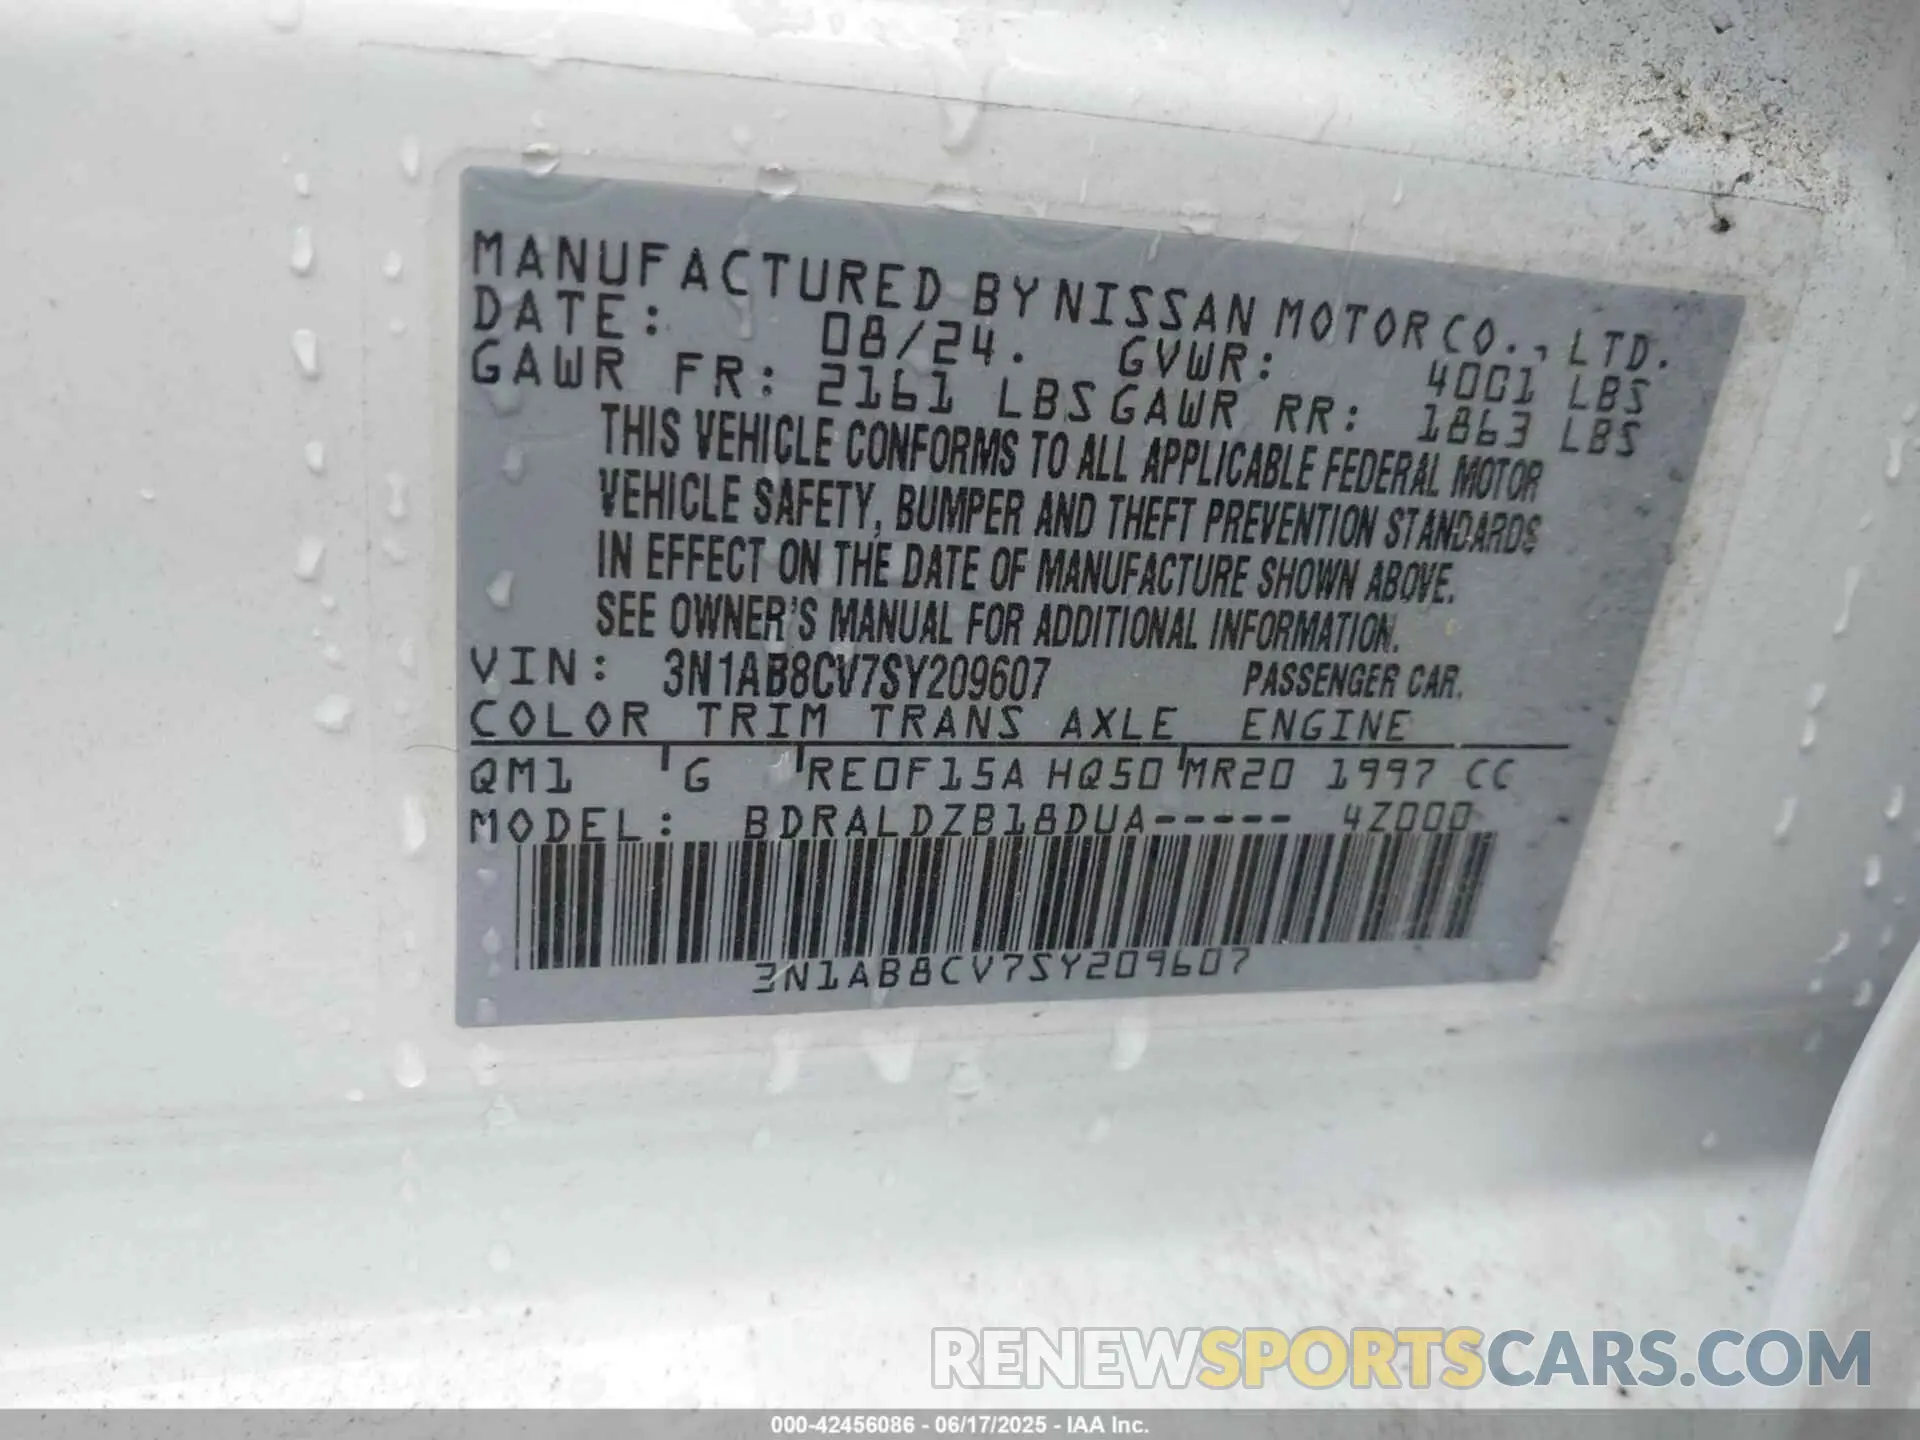 MANUFACTURED BY NISSAN MOTOR CO., LTD.
DATE: 08/24. GVWR: 4001 LBS
GAWR FR: 2161 LBS GAWR RR: 1863 LBS
THIS VEHICLE CONFORMS TO ALL APPLICABLE FEDERAL MOTOR
VEHICLE SAFETY, BUMPER AND THEFT PREVENTION STANDARDS
IN EFFECT ON THE DATE OF MANUFACTURE SHOWN ABOVE.
SEE OWNER'S MANUAL FOR ADDITIONAL INFORMATION.
VIN: 3N1AB8CV7SY209607 PASSENGER CAR.
COLOR TRIM TRANS AXLE ENGINE
QM1 G RE0F15A HQ50 MR20 1997 CC
MODEL: BDRALDZB18DUA----- 4Z000
3N1AB8CV7SY209607
RENEWSPORTSCARS.COM
000-42456086 - 06/17/2025 - IAA Inc.